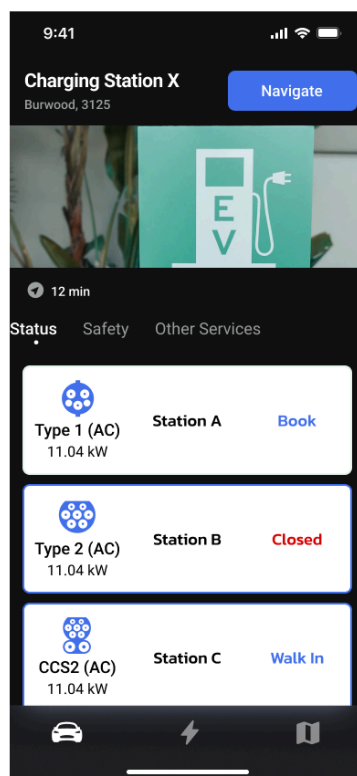 9:41
Charging Station X
Navigate
Burwood, 3125
E
V
12 min
Status Safety Other Services
Type 1 (AC)
11.04 kW
Station A
Book
Type 2 (AC)
11.04 kW
Station B
Closed
CCS2 (AC)
11.04 kW
Station C
Walk In